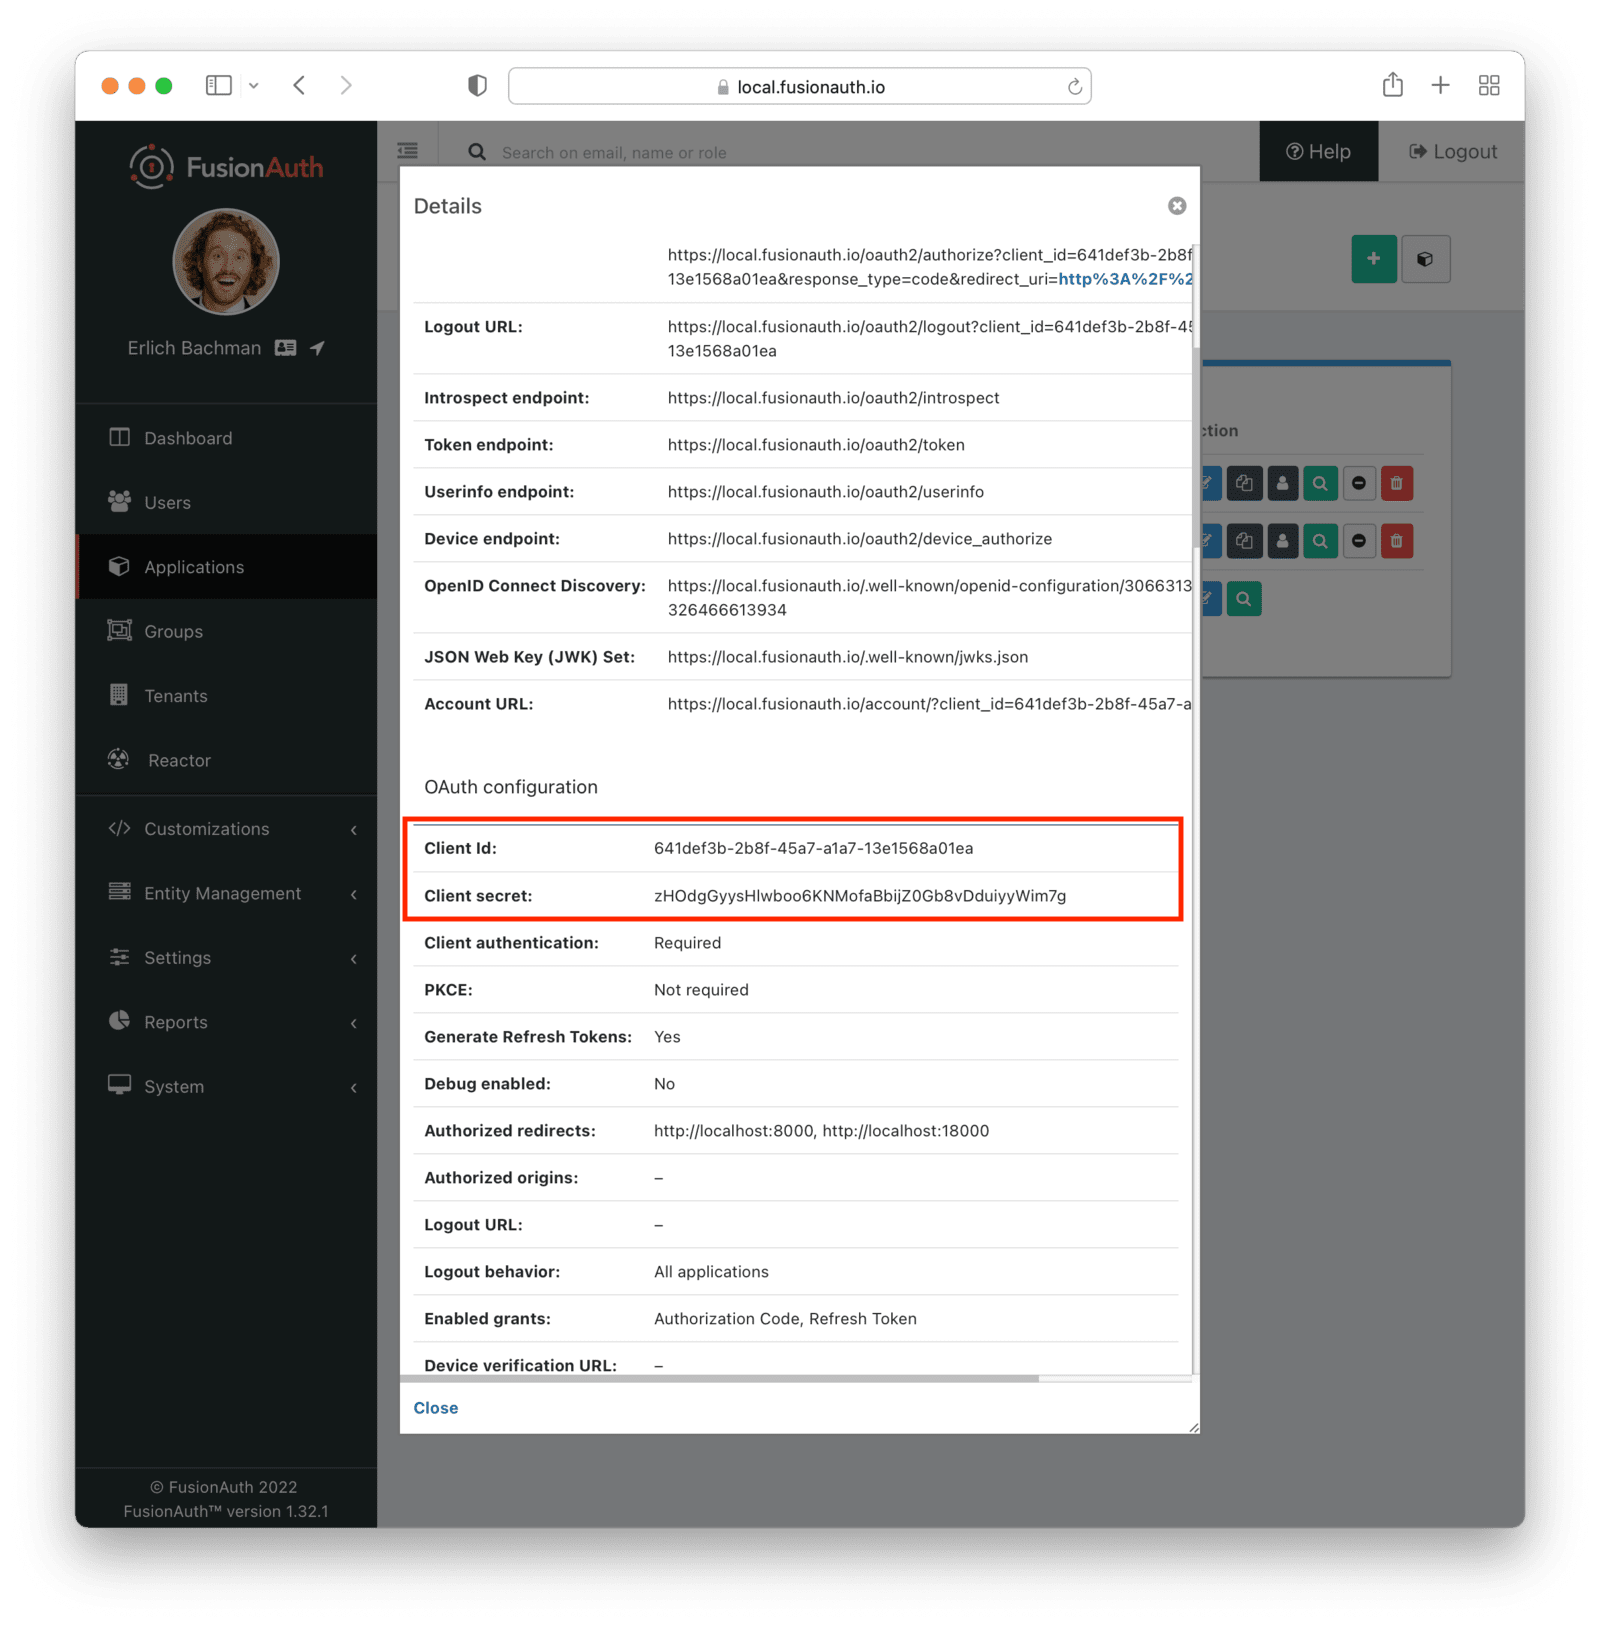 local.fusionauth.io
FusionAuth
Search on email, name or role
Help
Logout
Erlich Bachman
Dashboard
Users
Applications
Groups
Tenants
Reactor
Customizations
Entity Management
Settings
Reports
System
© FusionAuth 2022
FusionAuth™ version 1.32.1
ction
Details
https://local.fusionauth.io/oauth2/authorize?client_id=641def3b-2b8f
13e1568a01ea&response_type=code&redirect_uri=http%3A%2F%2
Logout URL: https://local.fusionauth.io/oauth2/logout?client_id=641def3b-2b8f-45
13e1568a01ea
Introspect endpoint: https://local.fusionauth.io/oauth2/introspect
Token endpoint: https://local.fusionauth.io/oauth2/token
Userinfo endpoint: https://local.fusionauth.io/oauth2/userinfo
Device endpoint: https://local.fusionauth.io/oauth2/device_authorize
OpenID Connect Discovery: https://local.fusionauth.io/.well-known/openid-configuration/3066313
326466613934
JSON Web Key (JWK) Set: https://local.fusionauth.io/.well-known/jwks.json
Account URL: https://local.fusionauth.io/account/?client_id=641def3b-2b8f-45a7-a
OAuth configuration
Client Id: 641def3b-2b8f-45a7-a1a7-13e1568a01ea
Client secret: zHOdgGyysHlwboo6KNMofaBbijZ0Gb8vDduiyyWim7g
Client authentication: Required
PKCE: Not required
Generate Refresh Tokens: Yes
Debug enabled: No
Authorized redirects: http://localhost:8000, http://localhost:18000
Authorized origins: –
Logout URL: –
Logout behavior: All applications
Enabled grants: Authorization Code, Refresh Token
Device verification URL: –
Close